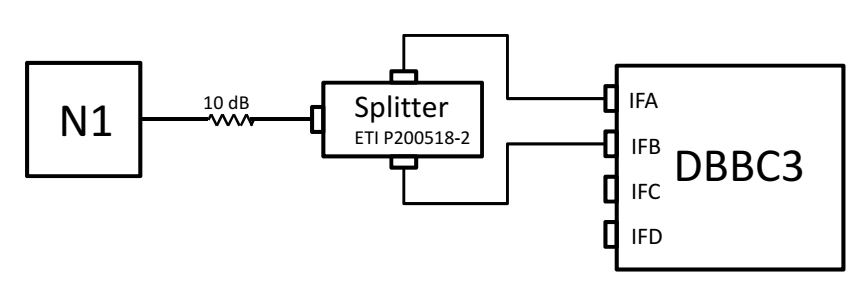 N1
10 dB
Splitter
ETI P200518-2
IFA
IFB
IFC
IFD
DBBC3